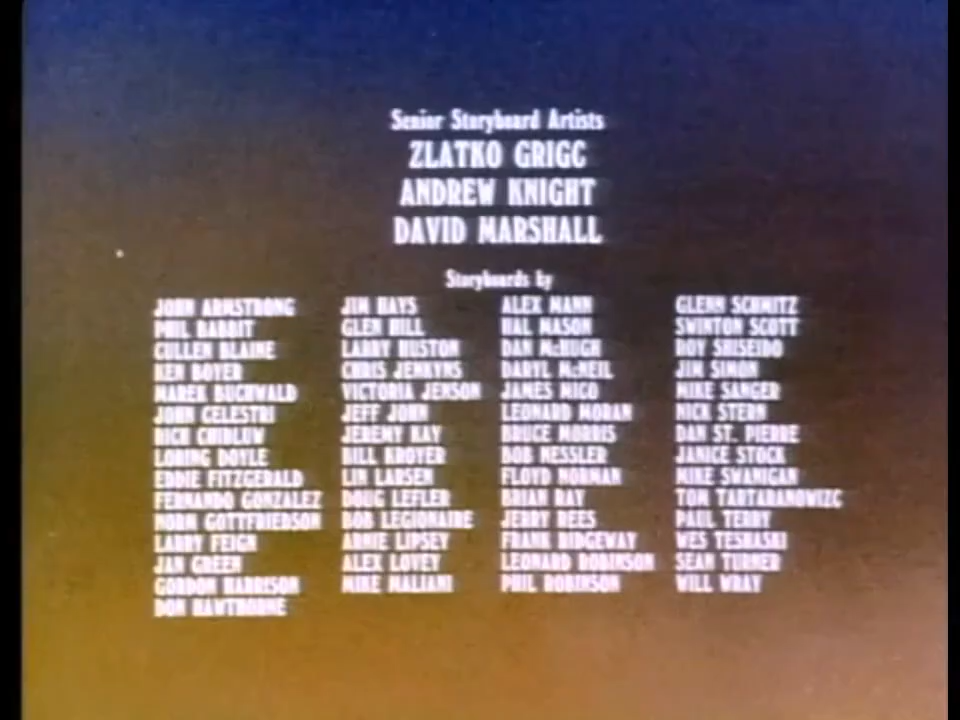 Senior Storyboard Artists
ZLATKO GRIGC
ANDREW KNIGHT
DAVID MARSHALL
Storyboards by
JOHN ARMSTRONG
PHIL BABBIT
CULLEN BLAINE
KEN BOYER
MAREK BUCHWALD
JOHN CELESTRI
RICK CHIDLUW
LORING DOYLE
EDDIE FITZGERALD
FERNANDO GONZALEZ
NORM GOTTFRIEDSON
LARRY FEIGN
JAN GREEN
GORDON HARRISON
DON HAWTHORNE
JIM HAYS
GLEN HILL
LARRY HUSTON
CHRIS JENKYNS
VICTORIA JENSON
JEFF JOHN
JEREMY KAY
BILL KROYER
LIN LARSEN
DOUG LEFLER
BOB LEGIONAIRE
ARNIE LIPSEY
ALEX LOVEY
MIKE MALIANI
ALEX MANN
HAL MASON
DAN McHUGH
DARYL McNEIL
JAMES MICO
LEONARD MORAN
BRUCE MORRIS
BOB NESSLER
FLOYD NORMAN
BRIAN RAY
JERRY REES
FRANK RIDGEWAY
LEONARD ROBINSON
PHIL ROBINSON
GLENN SCHMITZ
SWINTON SCOTT
ROY SHISEIDO
JIM SIMON
MIKE SANGER
NICK STERN
DAN ST. PIERRE
JANICE STOCK
MIKE SWANIGAN
TOM TARTARANOWIZC
PAUL TERRY
WES TESHASKI
SEAN TURNER
WILL WRAY